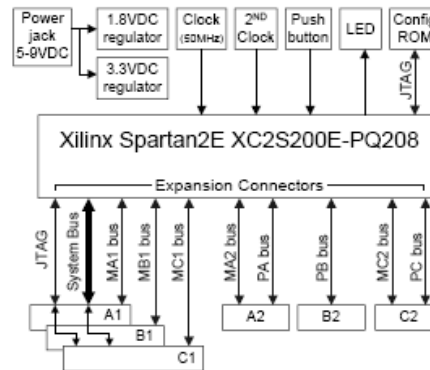 Power
jack
5-9VDC
1.8VDC
regulator
3.3VDC
regulator
Clock
(50MHz)
2ND
Clock
Push
button
LED
Config
ROM
JTAG
Xilinx Spartan2E XC2S200E-PQ208
Expansion Connectors
JTAG
System Bus
MA1 bus
MB1 bus
MC1 bus
MA2 bus
PA bus
PB bus
MC2 bus
PC bus
A1
B1
C1
A2
B2
C2